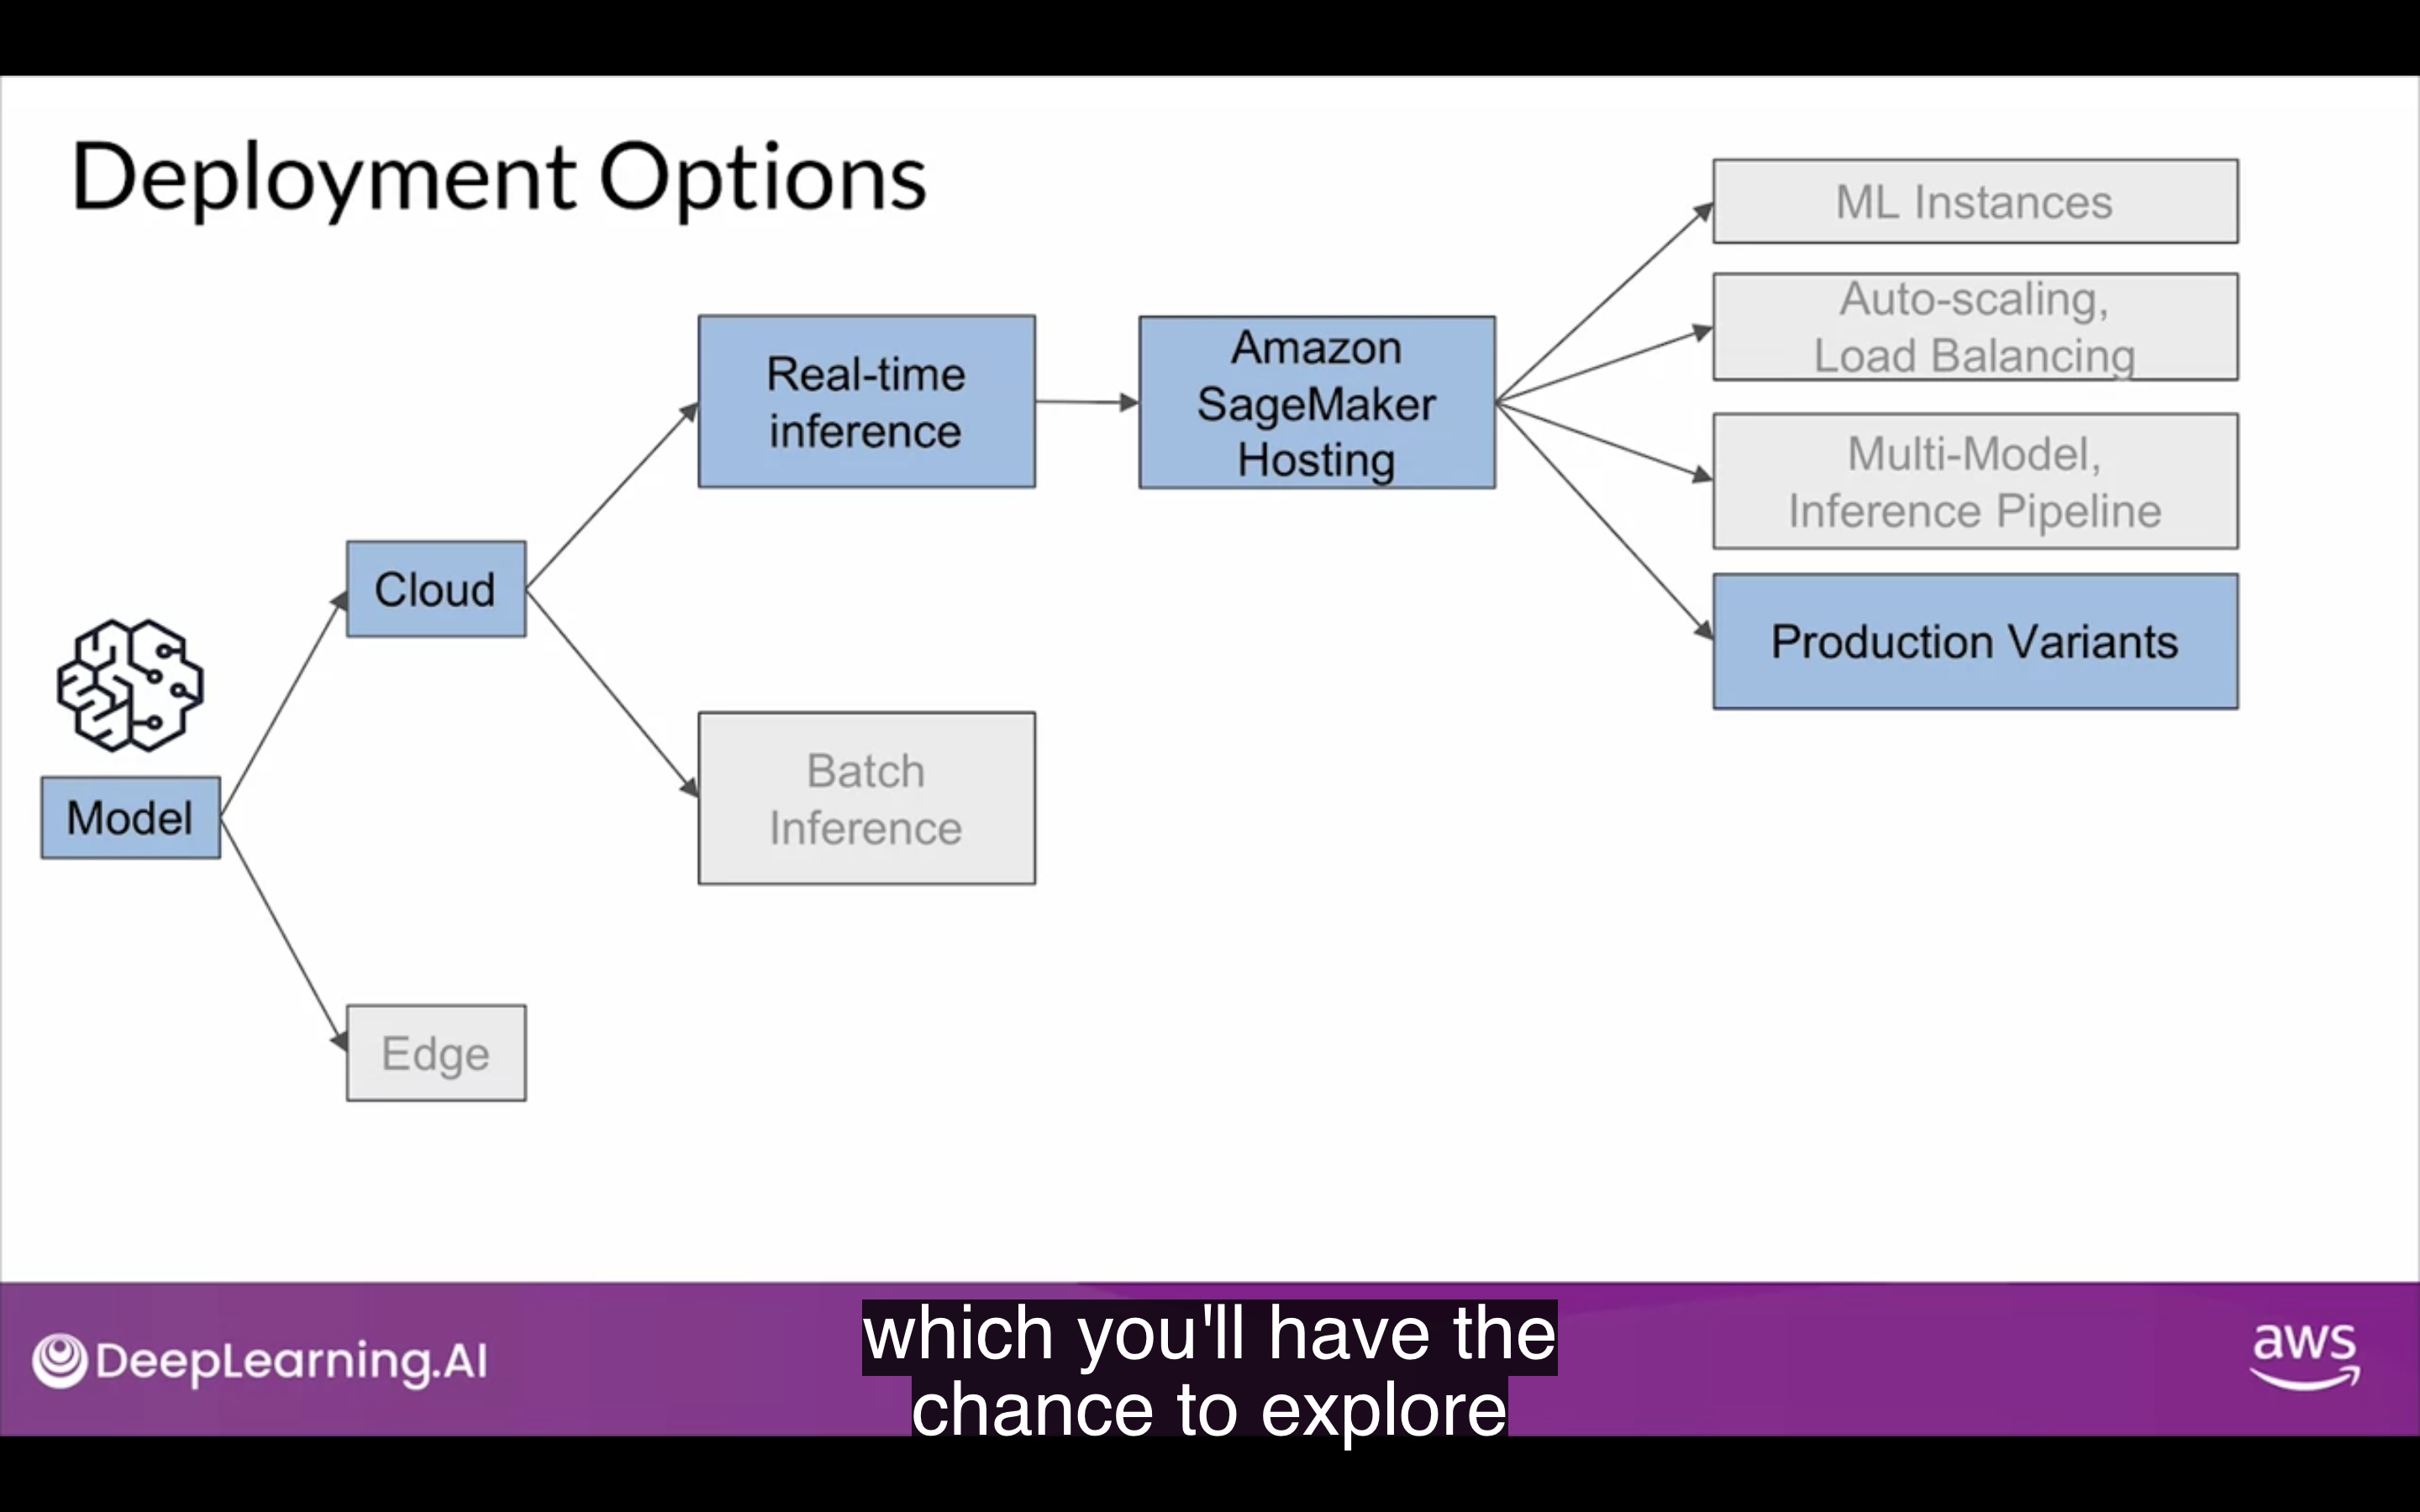 Deployment Options
ML Instances
Auto-scaling,
Load Balancing
Real-time
inference
Amazon
SageMaker
Hosting
Multi-Model,
Inference Pipeline
Cloud
Production Variants
Model
Batch
Inference
Edge
DeepLearning.AI
which you'll have the
chance to explore
aws